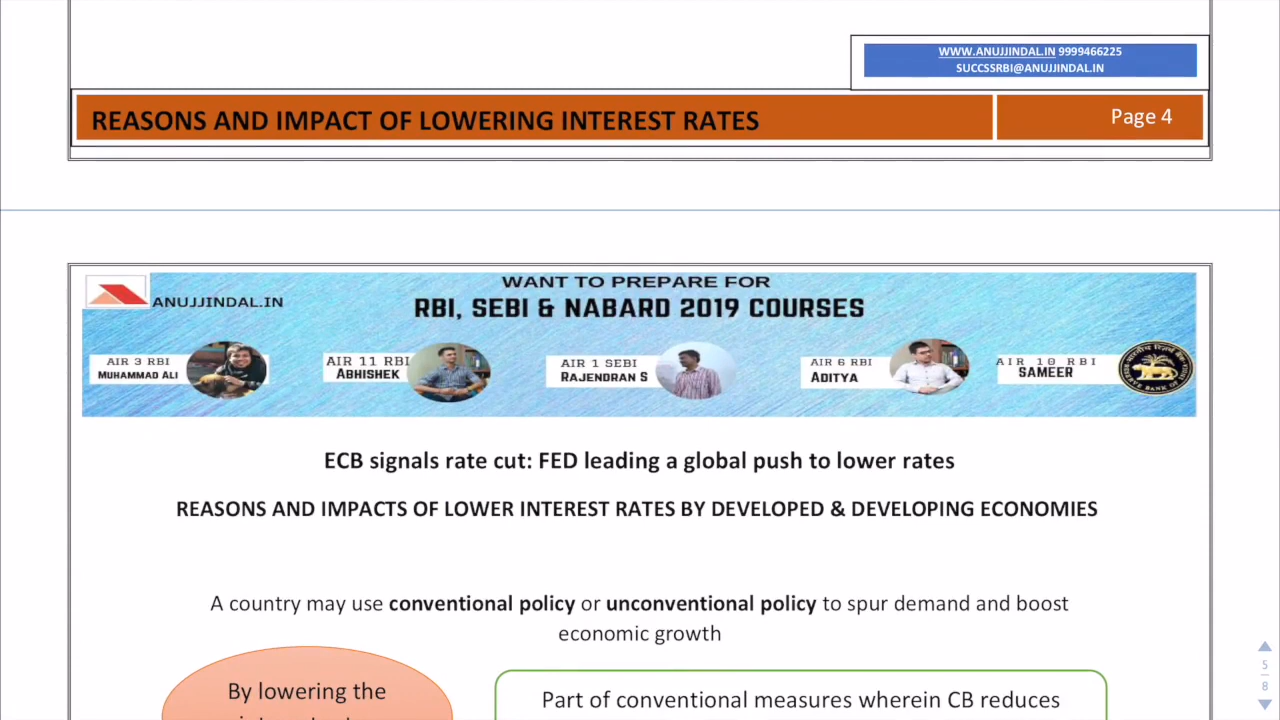 WWW.ANUJJINDAL.IN 9999466225
SUCCSSRBI@ANUJJINDAL.IN
REASONS AND IMPACT OF LOWERING INTEREST RATES
Page 4
WANT TO PREPARE FOR
ANUJJINDAL.IN
RBI, SEBI & NABARD 2019 COURSES
AIR 3 RBI
MUHAMMAD ALI
AIR 11 RBI
ABHISHEK
AIR 1 SEBI
RAJENDRAN S
AIR 6 RBI
ADITYA
AIR 10 RBI
SAMEER
ECB signals rate cut: FED leading a global push to lower rates
REASONS AND IMPACTS OF LOWER INTEREST RATES BY DEVELOPED & DEVELOPING ECONOMIES
A country may use conventional policy or unconventional policy to spur demand and boost
economic growth
By lowering the
Part of conventional measures wherein CB reduces
5
8